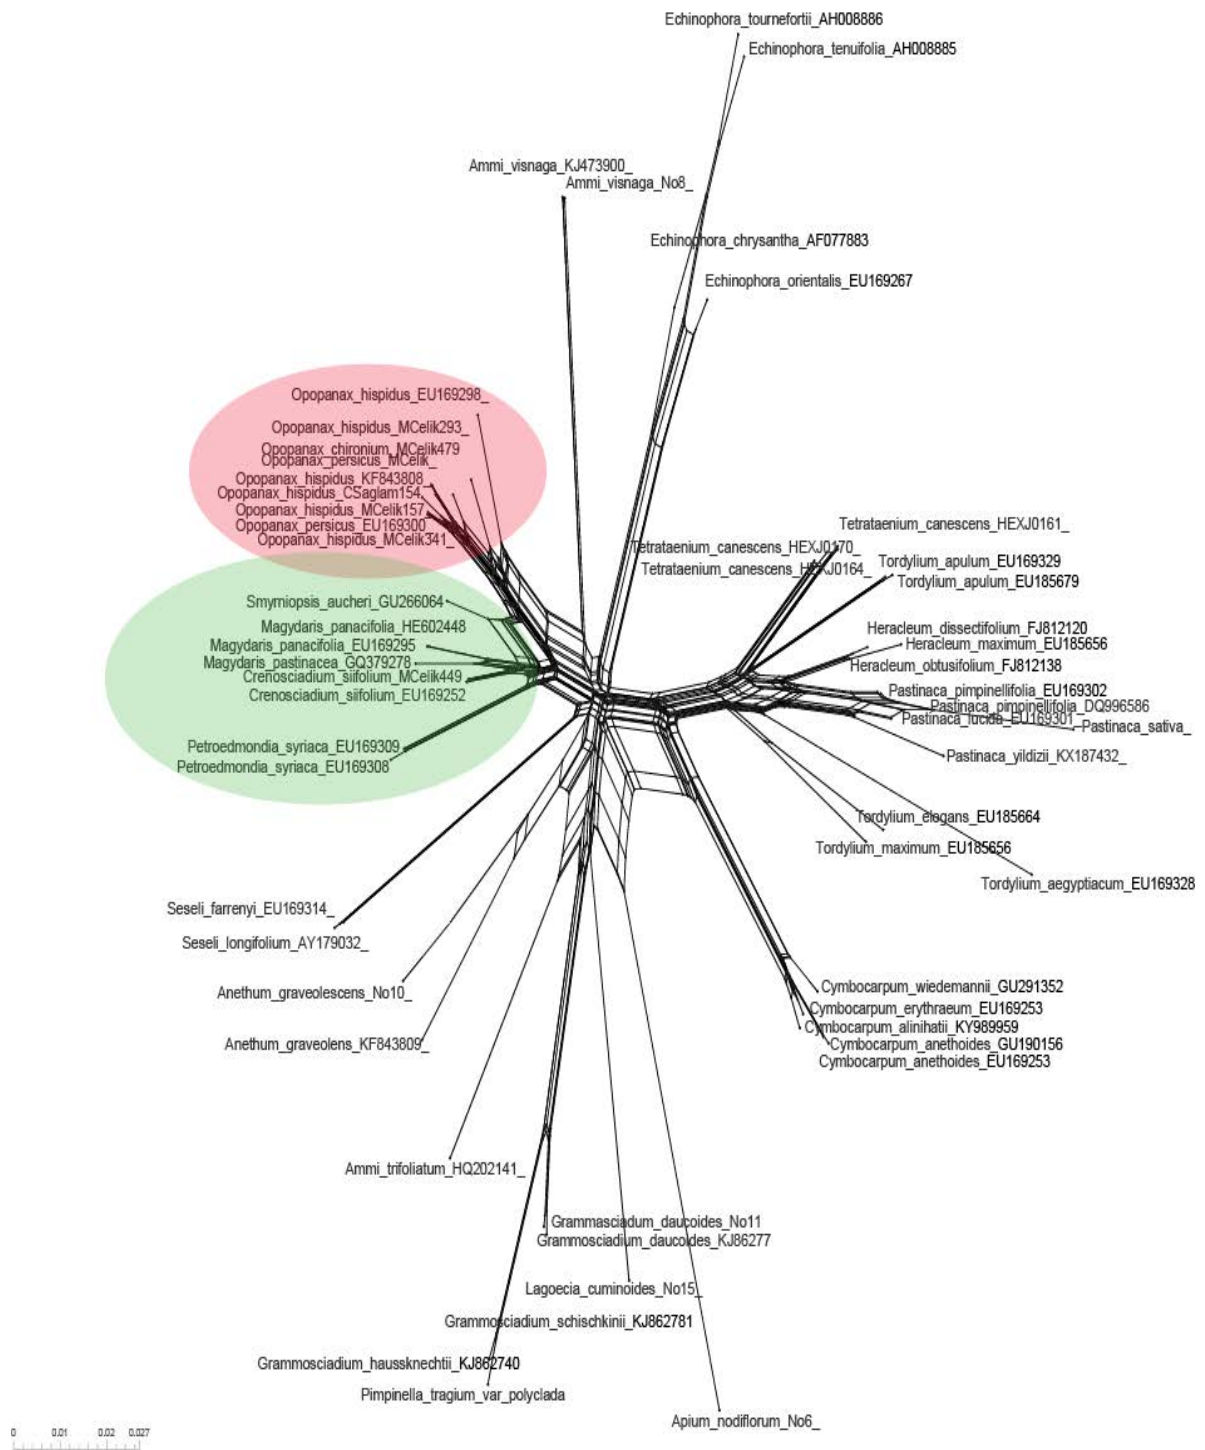 Echinophora_tournefortii_AH008886
Echinophora_tenuifolia_AH008885
Ammi_visnaga_KJ473900_
Ammi_visnaga_No8_
Echinophora_chrysantha_AF077883
Echinophora_orientalis_EU169267
Opopanax_hispidus_EU169298_
Opopanax_hispidus_MCelik293_
Opopanax_chironium_MCelik479
Opopanax_persicus_MCelik_
Opopanax_hispidus_KF843808_
Opopanax_hispidus_CSaglam154
Opopanax_hispidus_MCelik157
Opopanax_persicus_EU169300
Opopanax_hispidus_MCelik341_
Tetrataenium_canescens_HEXJ0161_
Tetrataenium_canescens_HEXJ0170_
Tordylium_apulum_EU169329
Tetrataenium_canescens_HEXJ0164_
Tordylium_apulum_EU185679
Smyrniopsis_aucheri_GU266064
Magydaris_panacifolia_HE602448
Heracleum_dissectifolium_FJ812120
Magydaris_panacifolia_EU169295
Heracleum_maximum_EU185656
Magydaris_pastinacea_GQ379278
Heracleum_obtusifolium_FJ812138
Crenosciadium_siifolium_MCelik449
Crenosciadium_siifolium_EU169252
Pastinaca_pimpinellifolia_EU169302
Pastinaca_pimpinellifolia_DQ996586
Pastinaca_lucida_EU169301
Pastinaca_sativa_
Petroedmondia_syriaca_EU169309
Pastinaca_yildizii_KX187432_
Petroedmondia_syriaca_EU169308
Tordylium_elegans_EU185664
Tordylium_maximum_EU185656
Tordylium_aegyptiacum_EU169328
Seseli_farrenyi_EU169314_
Seseli_longifolium_AY179032_
Anethum_graveolescens_No10_
Cymbocarpum_wiedemannii_GU291352
Cymbocarpum_erythraeum_EU169253
Cymbocarpum_alinihatii_KY989959
Anethum_graveolens_KF843809_
Cymbocarpum_anethoides_GU190156
Cymbocarpum_anethoides_EU169253
Ammi_trifoliatum_HQ202141_
Grammasciadum_daucoides_No11
Grammosciadium_daucoides_KJ86277
Lagoecia_cuminoides_No15_
Grammosciadium_schischkinii_KJ862781
Grammosciadium_haussknechtii_KJ862740
Pimpinella_tragium_var_polyclada
Apium_nodiflorum_No6_
0 0.01 0.02 0.027